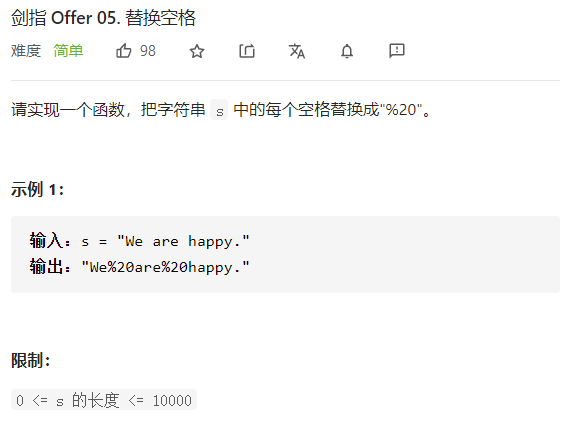 剑指 Offer 05. 替换空格
难度 简单 98
请实现一个函数，把字符串 s 中的每个空格替换成"%20"。
示例 1：
输入：s = "We are happy."
输出："We%20are%20happy."
限制：
0 <= s 的长度 <= 10000